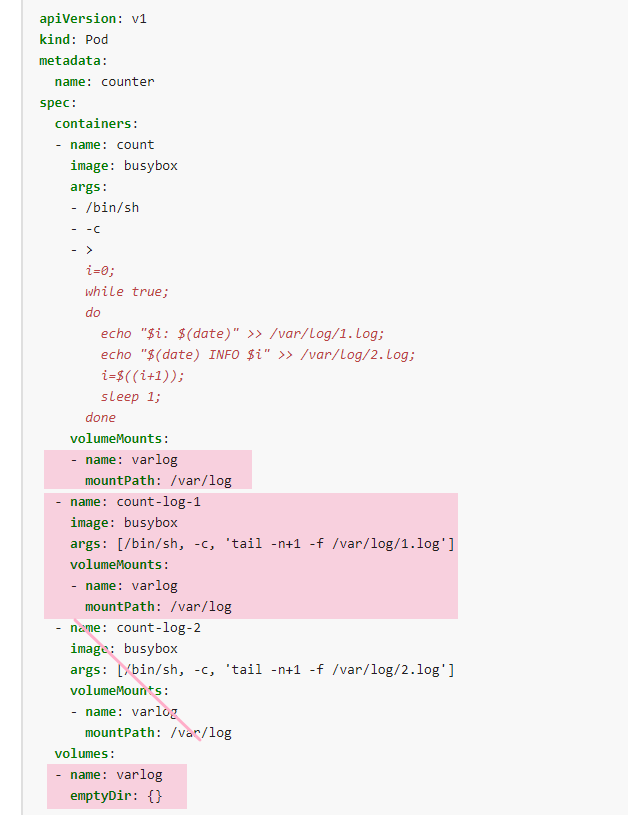 apiVersion: v1
kind: Pod
metadata:
  name: counter
spec:
  containers:
  - name: count
    image: busybox
    args:
    - /bin/sh
    - -c
    - >
      i=0;
      while true;
      do
        echo "$i: $(date)" >> /var/log/1.log;
        echo "$(date) INFO $i" >> /var/log/2.log;
        i=$((i+1));
        sleep 1;
      done
    volumeMounts:
    - name: varlog
      mountPath: /var/log
  - name: count-log-1
    image: busybox
    args: [/bin/sh, -c, 'tail -n+1 -f /var/log/1.log']
    volumeMounts:
    - name: varlog
      mountPath: /var/log
  - name: count-log-2
    image: busybox
    args: [/bin/sh, -c, 'tail -n+1 -f /var/log/2.log']
    volumeMounts:
    - name: varlog
      mountPath: /var/log
  volumes:
  - name: varlog
    emptyDir: {}